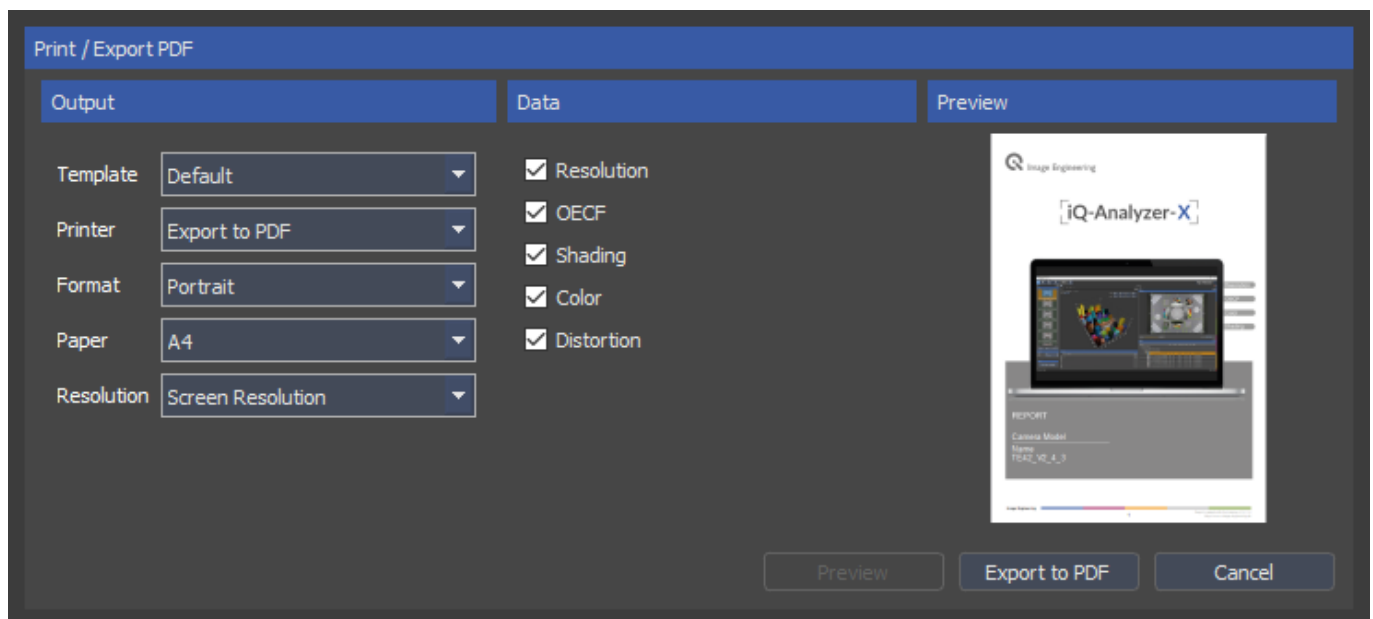 Print / Export PDF
Output
Template Default
Printer Export to PDF
Format Portrait
Paper A4
Resolution Screen Resolution
Data
Resolution
OECF
Shading
Color
Distortion
Preview
Image Engineering
[iQ-Analyzer-X]
REPORT
Camera Model
Name
TE42_V2_4_3
Preview Export to PDF Cancel